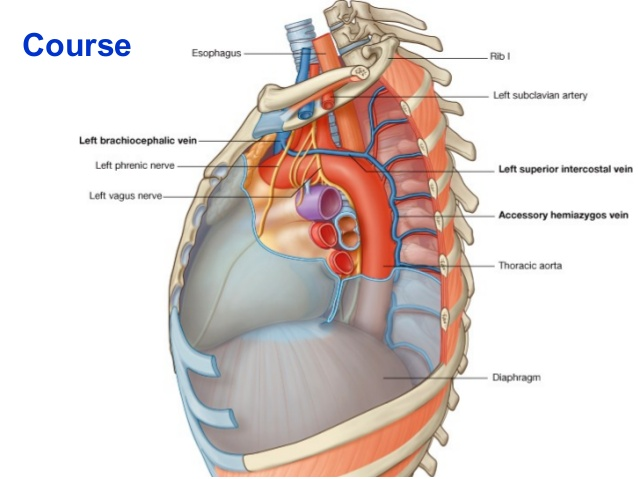 Course
Esophagus
Rib I
Left subclavian artery
Left brachiocephalic vein
Left phrenic nerve
Left superior intercostal vein
Left vagus nerve
Accessory hemiazygos vein
Thoracic aorta
Diaphragm